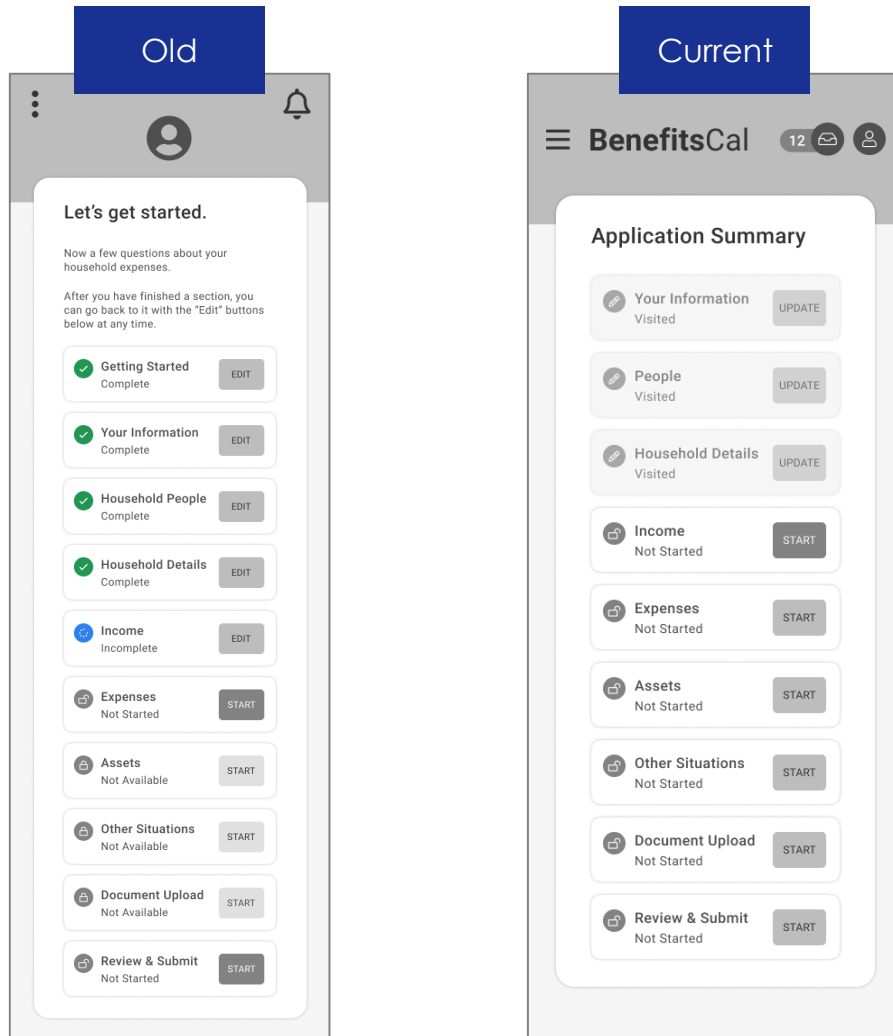 Old
Let's get started.
Now a few questions about your
household expenses.
After you have finished a section, you
can go back to it with the “Edit” buttons
below at any time.
Getting Started
Complete
EDIT
Your Information
Complete
EDIT
Household People
Complete
EDIT
Household Details
Complete
EDIT
Income
Incomplete
EDIT
Expenses
Not Started
START
Assets
Not Available
START
Other Situations
Not Available
START
Document Upload
Not Available
START
Review & Submit
Not Started
START
Current
BenefitsCal
12
Application Summary
Your Information
Visited
UPDATE
People
Visited
UPDATE
Household Details
Visited
UPDATE
Income
Not Started
START
Expenses
Not Started
START
Assets
Not Started
START
Other Situations
Not Started
START
Document Upload
Not Started
START
Review & Submit
Not Started
START